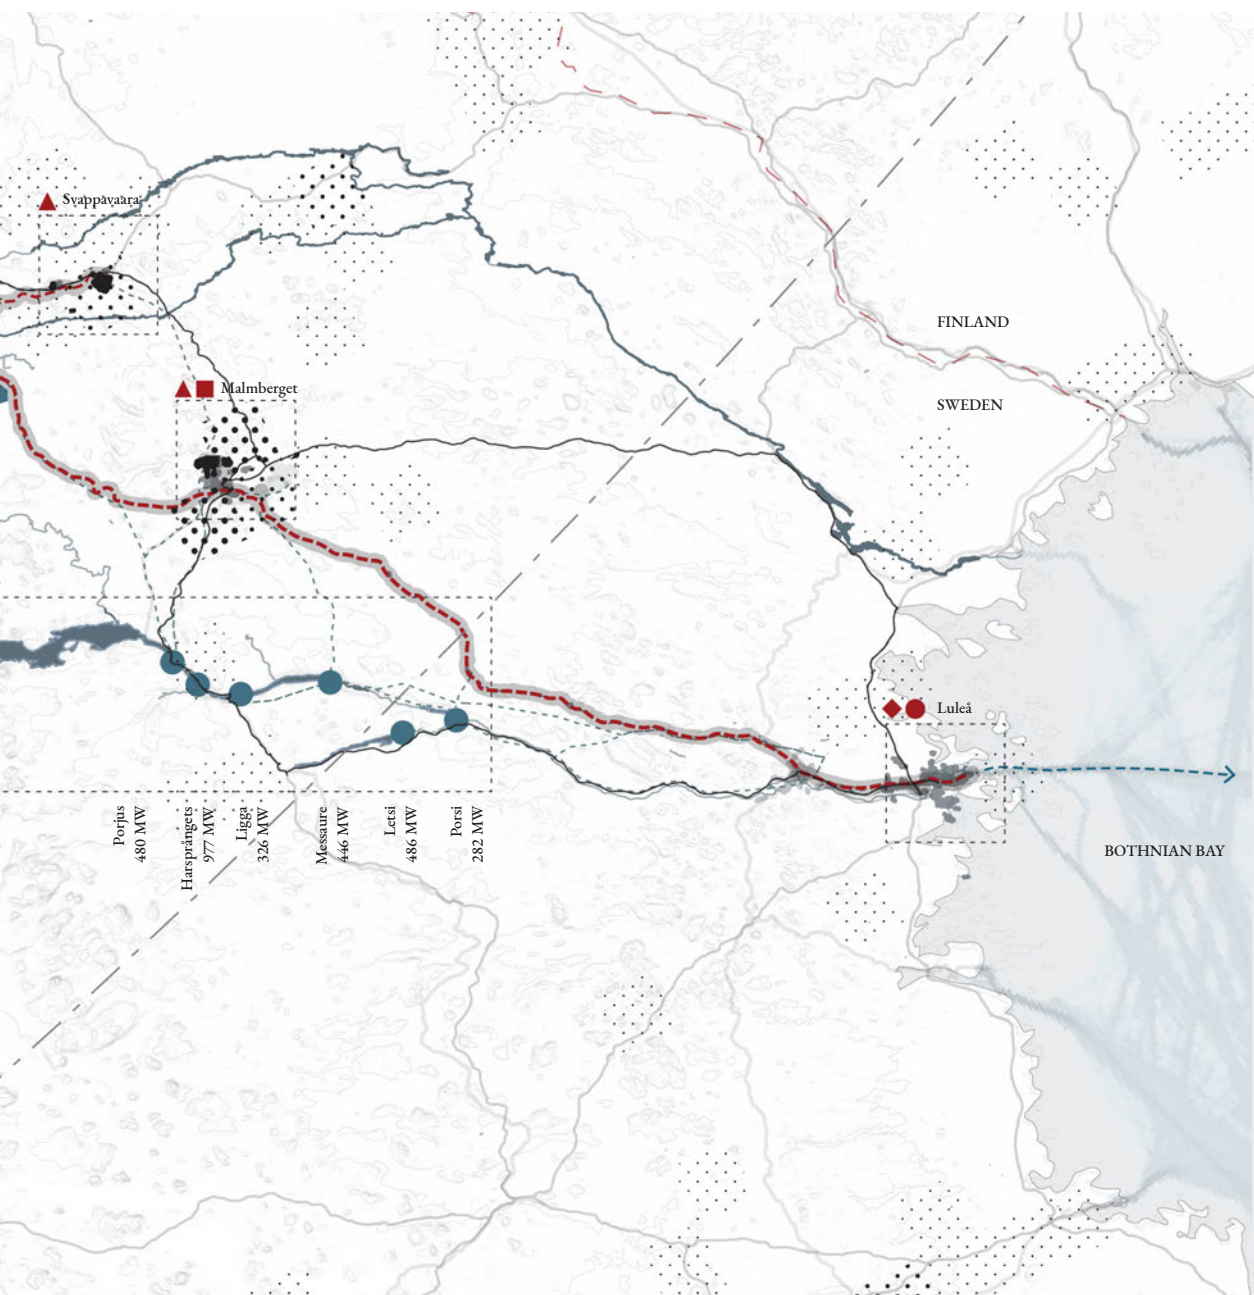 Svappavaara
FINLAND
Malmberget
SWEDEN
Luleå
Porjus
480 MW
Harsprångets
977 MW
Ligga
326 MW
Messaure
446 MW
Letsi
486 MW
Porsi
282 MW
BOTHNIAN BAY